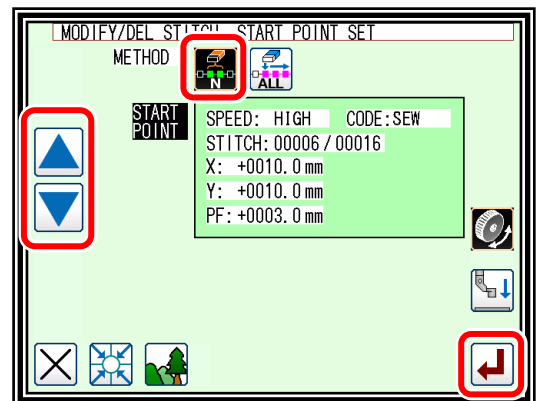 MODIFY/DEL STITCH START POINT SET
METHOD
N
ALL
START
POINT
SPEED: HIGH CODE:SEW
STITCH: 00006 / 00016
X: +0010.0 mm
Y: +0010.0 mm
PF: +0003.0 mm